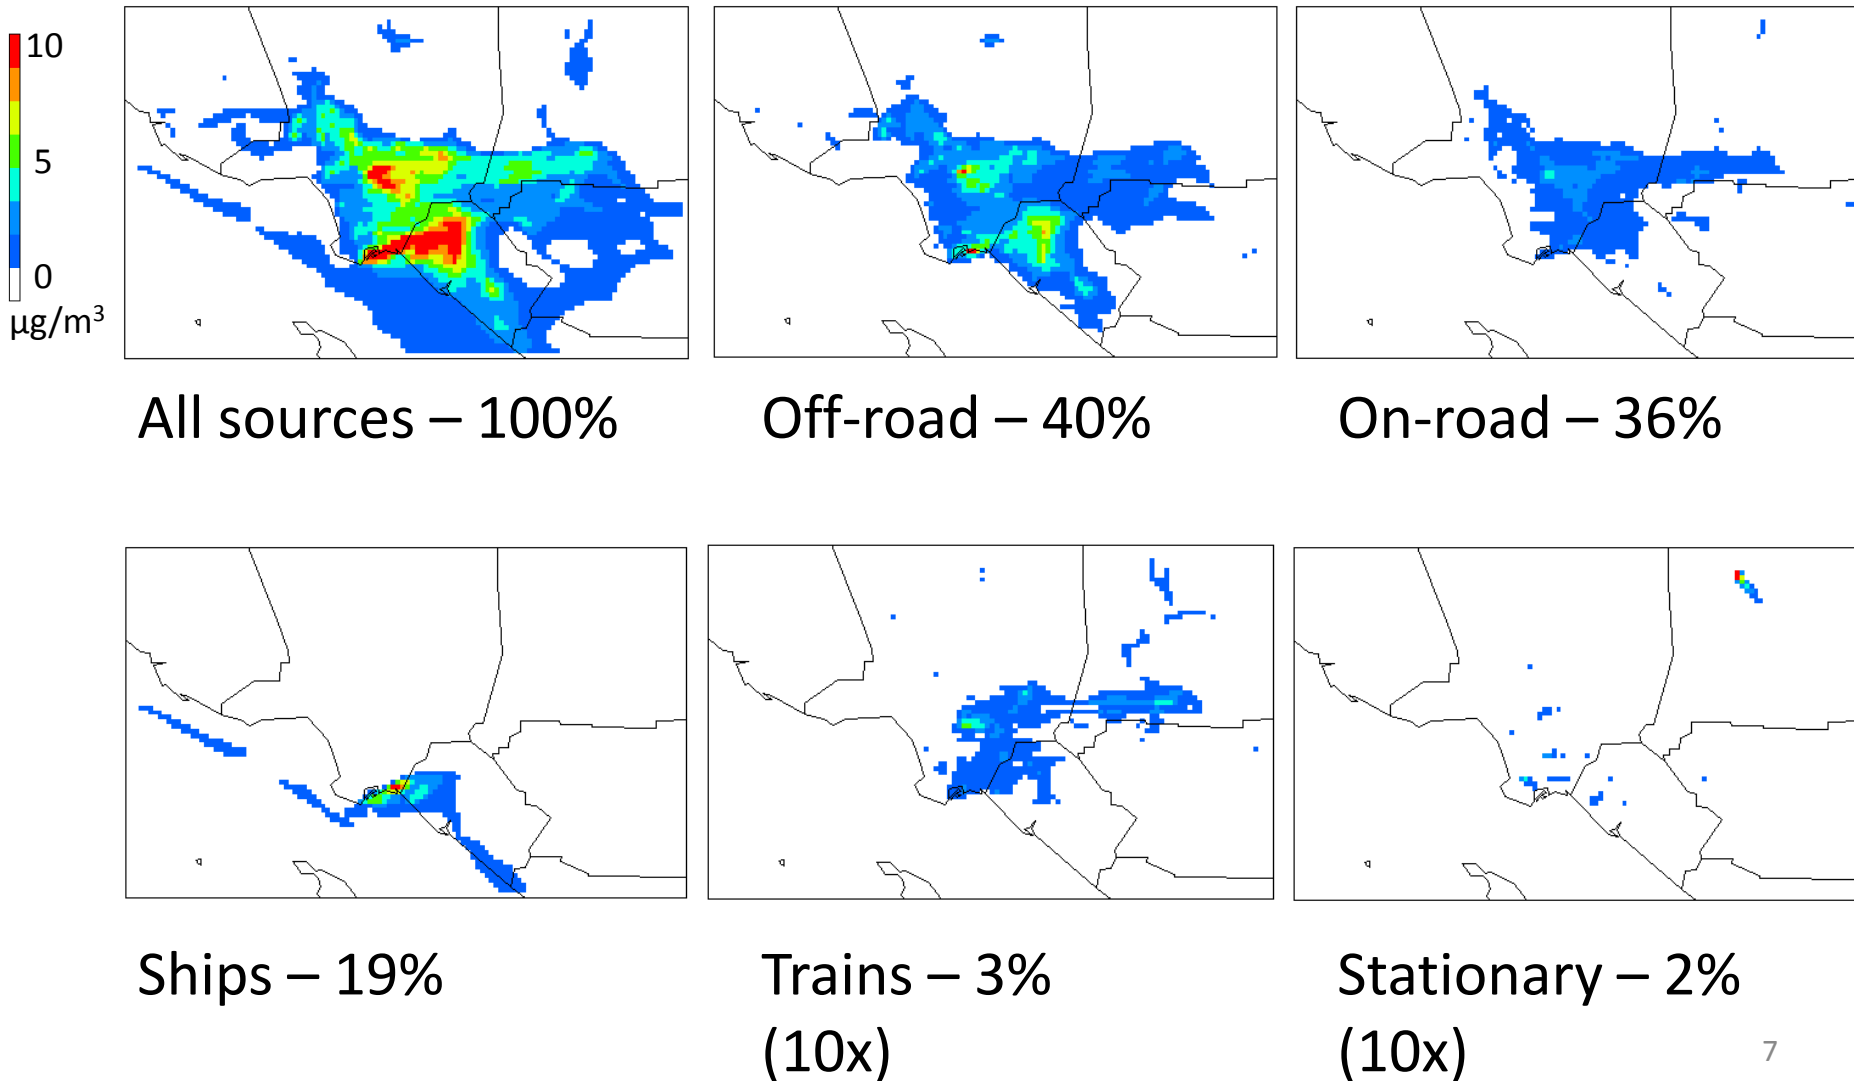 10
5
0
µg/m³
All sources – 100%
Off-road – 40%
On-road – 36%
Ships – 19%
Trains – 3%
(10x)
Stationary – 2%
(10x)
7